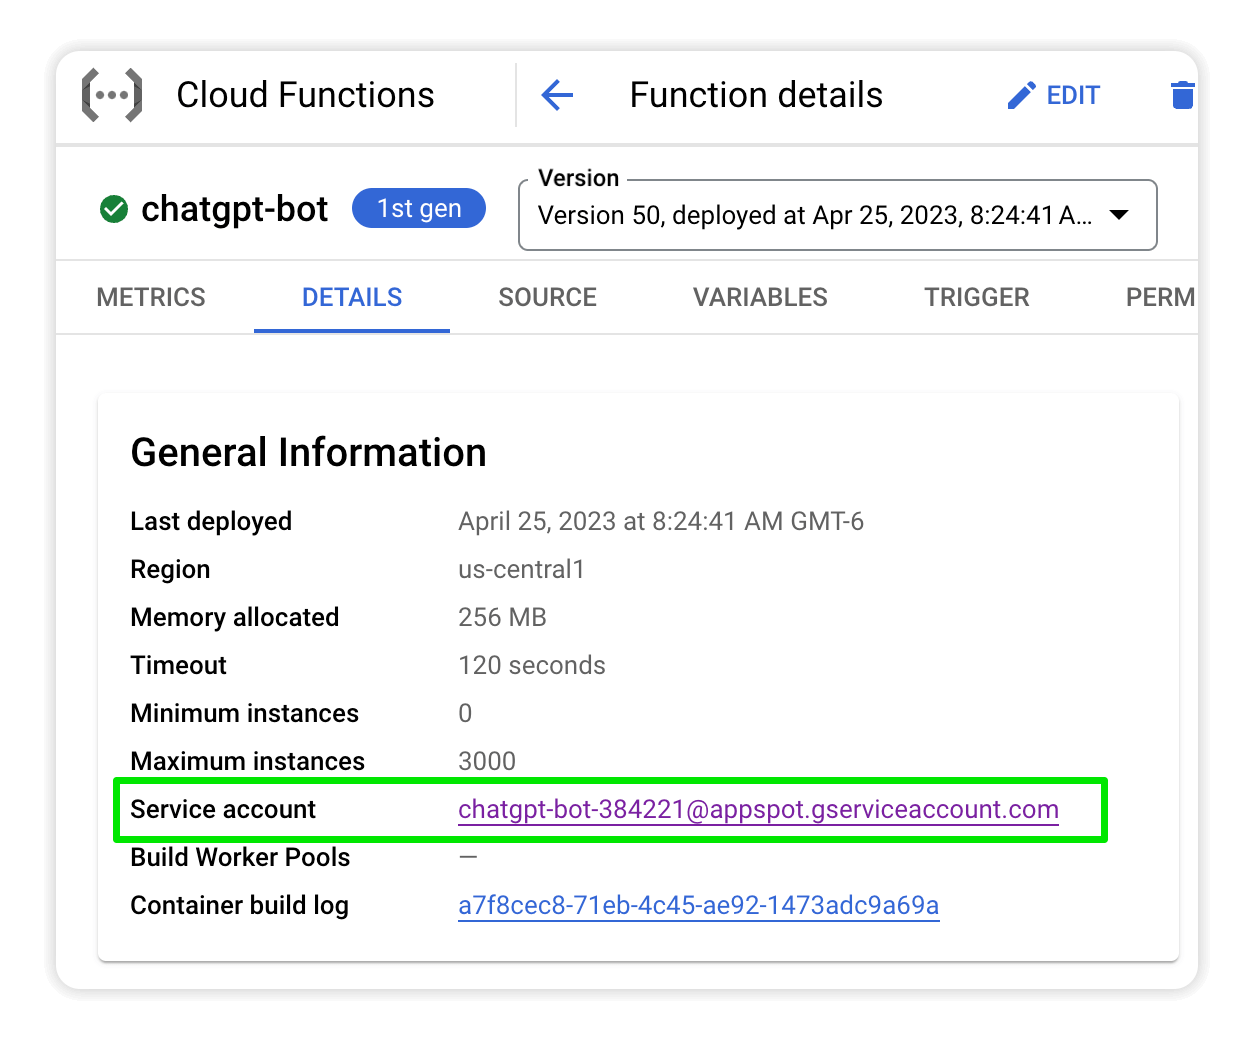 Cloud Functions
Function details
EDIT
chatgpt-bot
1st gen
Version
Version 50, deployed at Apr 25, 2023, 8:24:41 A...
METRICS DETAILS SOURCE VARIABLES TRIGGER PERM
General Information
Last deployed April 25, 2023 at 8:24:41 AM GMT-6
Region us-central1
Memory allocated 256 MB
Timeout 120 seconds
Minimum instances 0
Maximum instances 3000
Service account chatgpt-bot-384221@appspot.gserviceaccount.com
Build Worker Pools —
Container build log a7f8cec8-71eb-4c45-ae92-1473adc9a69a